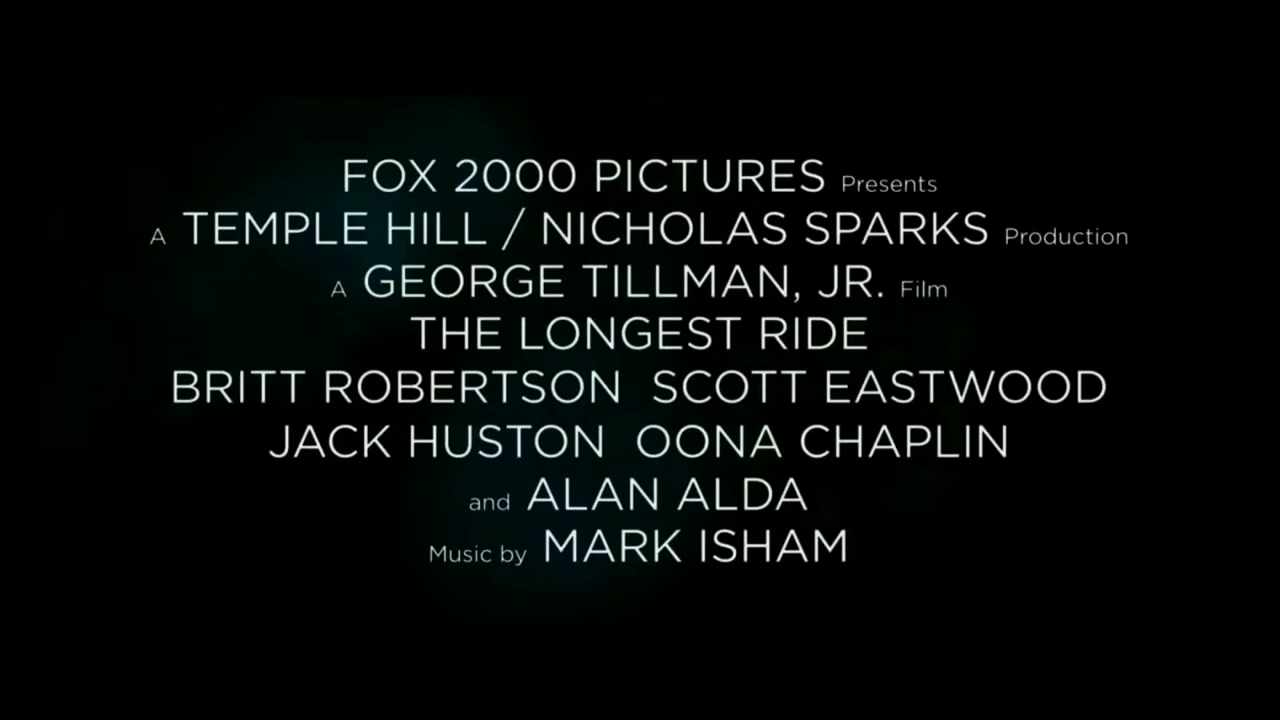 FOX 2000 PICTURES Presents
A TEMPLE HILL / NICHOLAS SPARKS Production
A GEORGE TILLMAN, JR. Film
THE LONGEST RIDE
BRITT ROBERTSON SCOTT EASTWOOD
JACK HUSTON OONA CHAPLIN
and ALAN ALDA
Music by MARK ISHAM